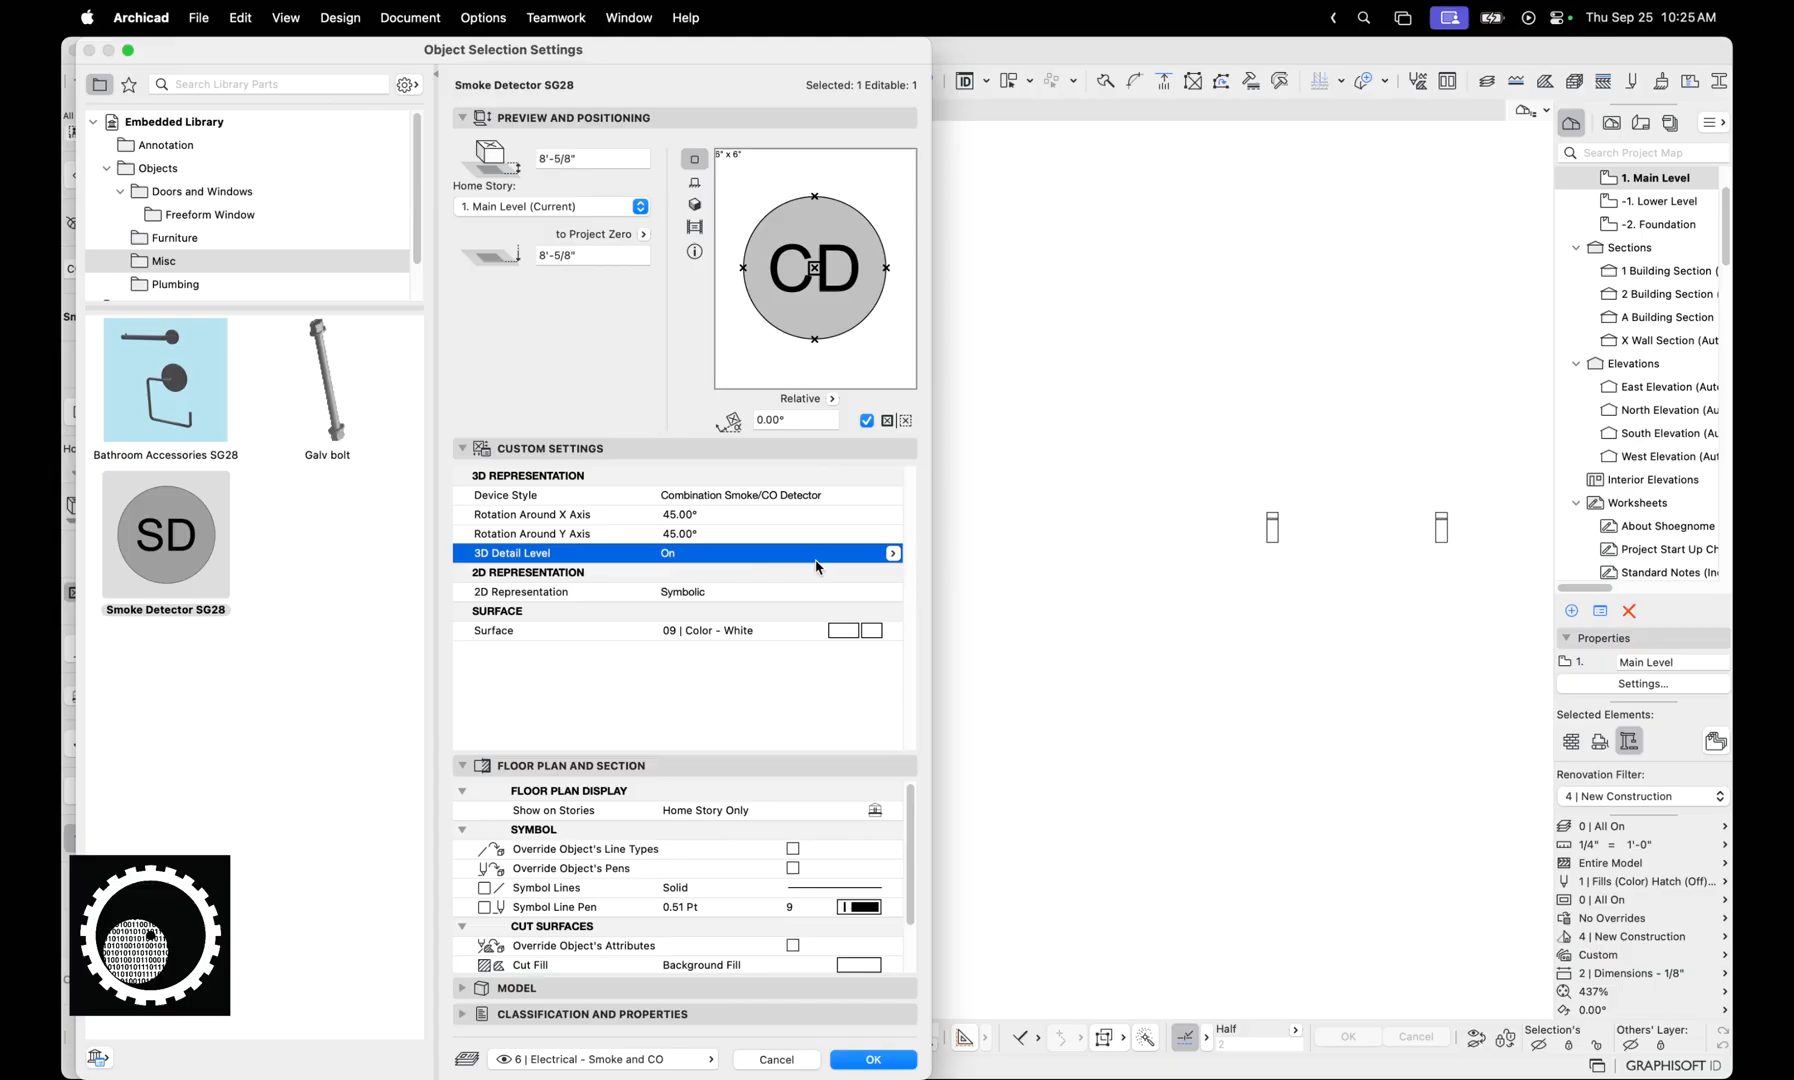 Archicad File Edit View Design Document Options Teamwork Window Help
Thu Sep 25 10:25 AM
Object Selection Settings
Search Library Parts
Embedded Library
Annotation
Objects
Doors and Windows
Freeform Window
Furniture
Misc
Plumbing
Bathroom Accessories SG28
Galv bolt
SD
Smoke Detector SG28
Smoke Detector SG28
Selected: 1 Editable: 1
PREVIEW AND POSITIONING
8'-5/8"
Home Story:
1. Main Level (Current)
to Project Zero
8'-5/8"
6" x 6"
CD
Relative
0.00°
CUSTOM SETTINGS
3D REPRESENTATION
Device Style Combination Smoke/CO Detector
Rotation Around X Axis 45.00°
Rotation Around Y Axis 45.00°
3D Detail Level On
2D REPRESENTATION
2D Representation Symbolic
SURFACE
Surface 09 | Color - White
FLOOR PLAN AND SECTION
FLOOR PLAN DISPLAY
Show on Stories Home Story Only
SYMBOL
Override Object's Line Types
Override Object's Pens
Symbol Lines Solid
Symbol Line Pen 0.51 Pt 9
CUT SURFACES
Override Object's Attributes
Cut Fill Background Fill
MODEL
CLASSIFICATION AND PROPERTIES
6 | Electrical - Smoke and CO
Cancel
OK
ID
Search Project Map
1. Main Level
-1. Lower Level
-2. Foundation
Sections
1 Building Section (
2 Building Section
A Building Section
X Wall Section (Aut
Elevations
East Elevation (Aut
North Elevation (Au
South Elevation (Au
West Elevation (Aut
Interior Elevations
Worksheets
About Shoegnome
Project Start Up Ch
Standard Notes (In
Properties
1. Main Level
Settings...
Selected Elements:
Renovation Filter:
4 | New Construction
0 | All On
1/4" = 1'-0"
Entire Model
1 | Fills (Color) Hatch (Off)...
0 | All On
No Overrides
4 | New Construction
Custom
2 | Dimensions - 1/8"
437%
0.00°
Half
2
OK
Cancel
Selection's
Others' Layer:
GRAPHISOFT ID